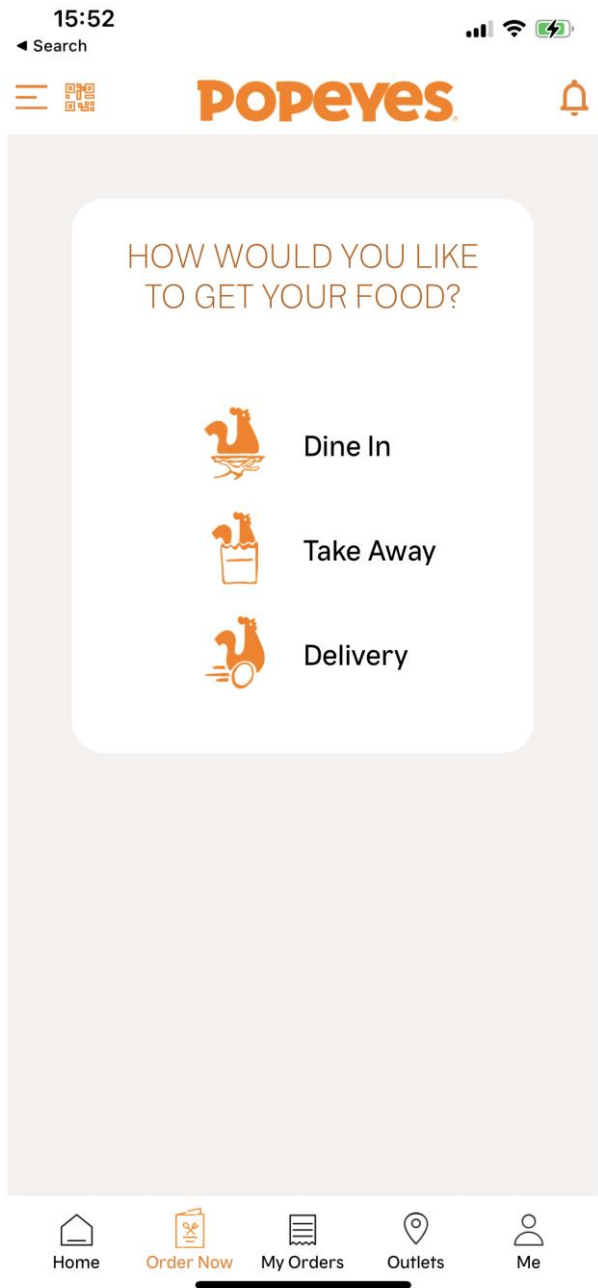 15:52
◀ Search
POPEYES
HOW WOULD YOU LIKE
TO GET YOUR FOOD?
Dine In
Take Away
Delivery
Home
Order Now
My Orders
Outlets
Me